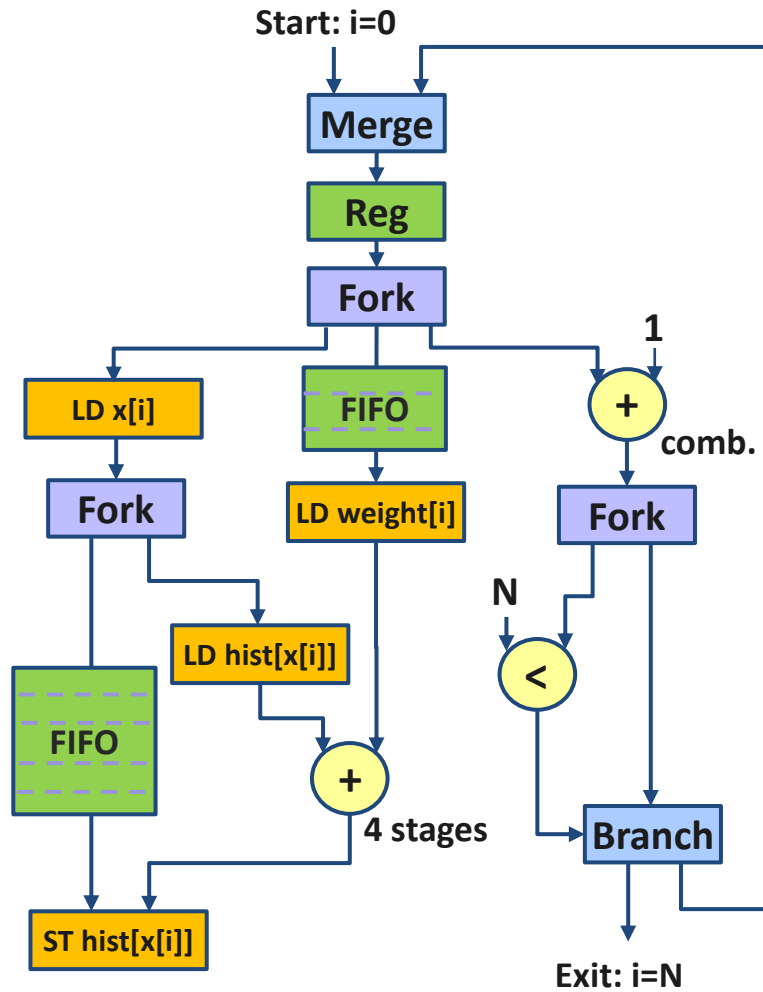 Start: i=0
Merge
Reg
Fork
1
LD x[i]
FIFO
+
comb.
Fork
LD weight[i]
Fork
N
LD hist[x[i]]
<
FIFO
+
4 stages
Branch
ST hist[x[i]]
Exit: i=N